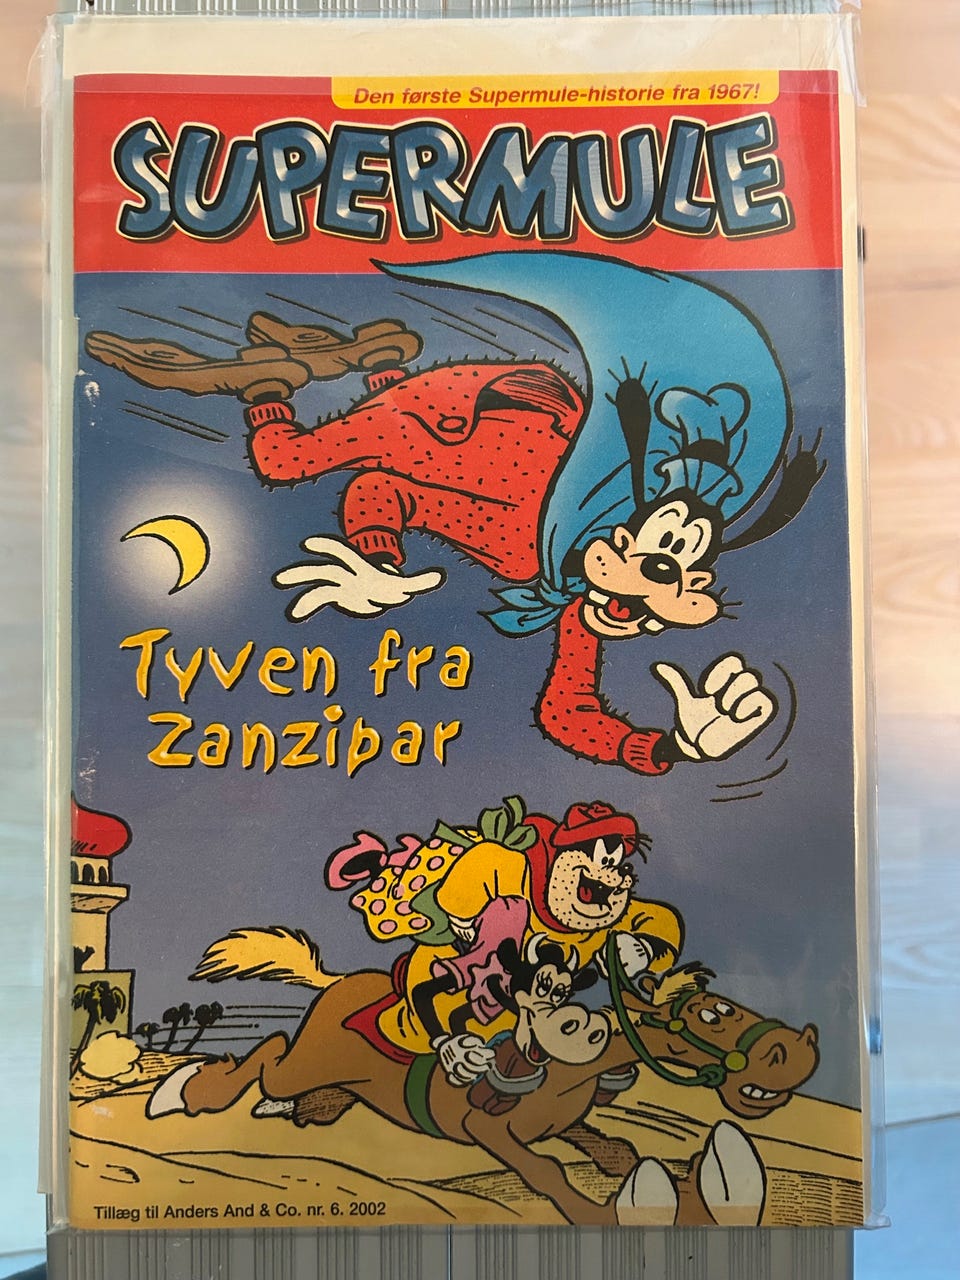 Den første Supermule-historie fra 1967!
SUPERMULE
Tyven fra
Zanzibar
Tillæg til Anders And & Co. nr. 6. 2002